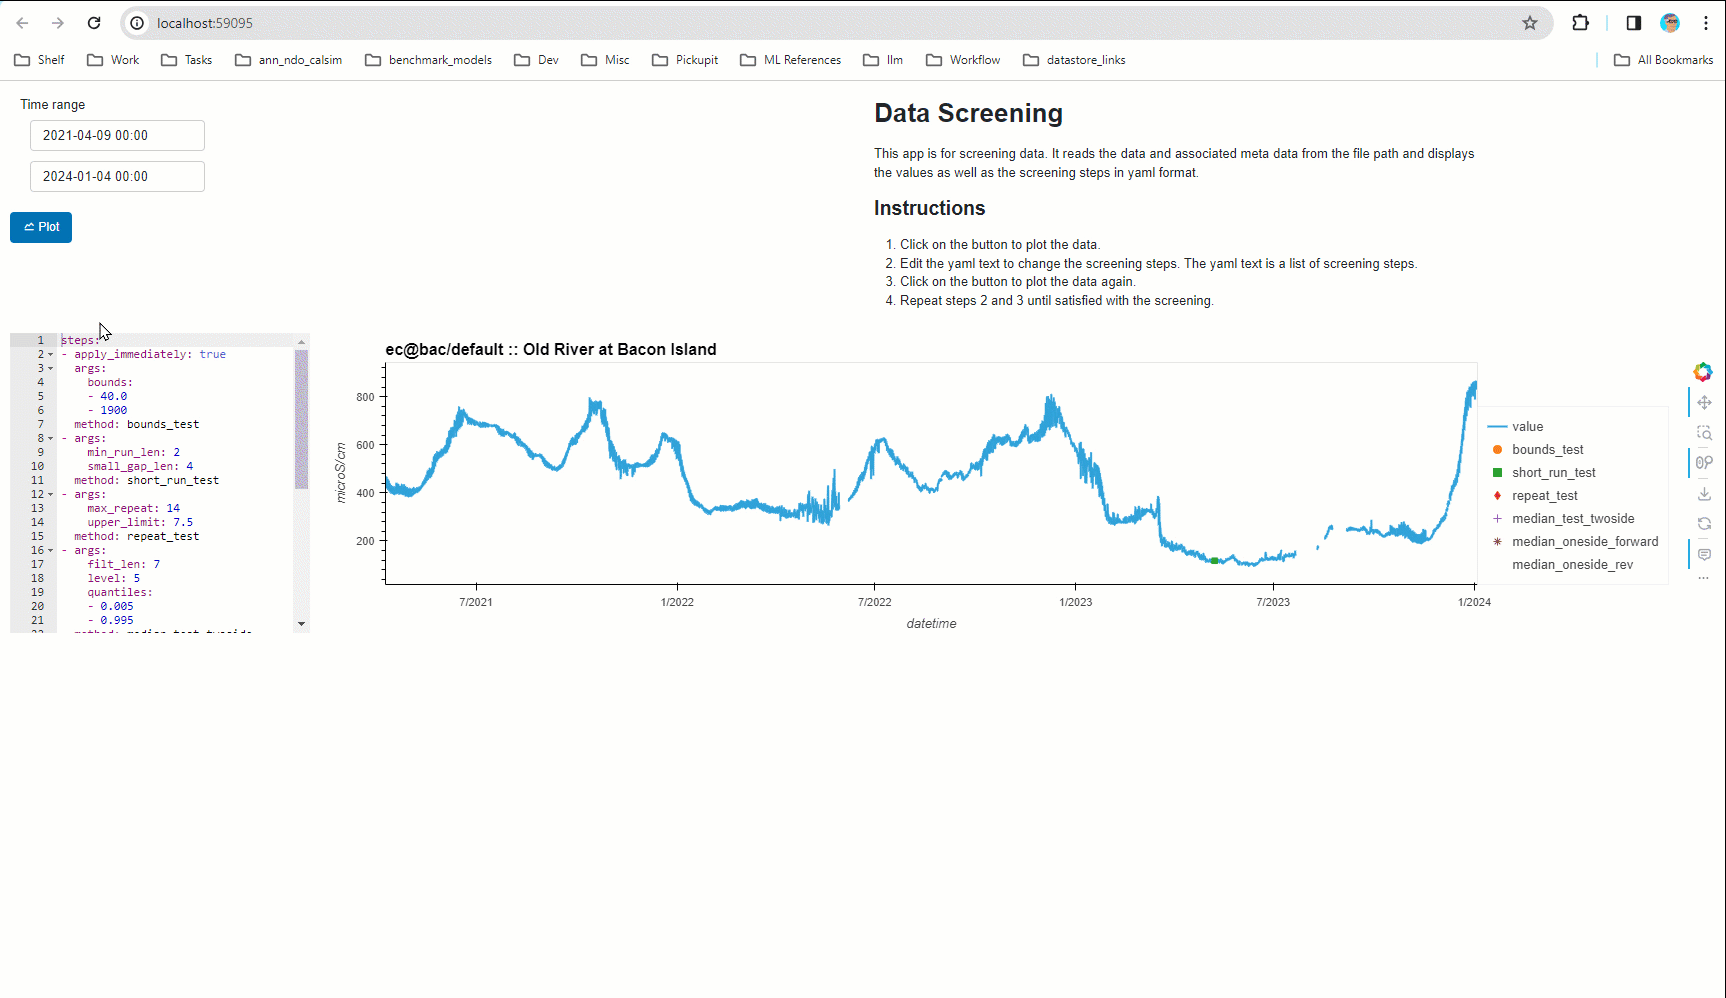 localhost:59095
Shelf Work Tasks ann_ndo_calsim benchmark_models Dev Misc Pickupit ML References llm Workflow datastore_links All Bookmarks
Time range
2021-04-09 00:00
2024-01-04 00:00
Plot
Data Screening
This app is for screening data. It reads the data and associated meta data from the file path and displays
the values as well as the screening steps in yaml format.
Instructions
1. Click on the button to plot the data.
2. Edit the yaml text to change the screening steps. The yaml text is a list of screening steps.
3. Click on the button to plot the data again.
4. Repeat steps 2 and 3 until satisfied with the screening.
1 steps:
2 - apply_immediately: true
3 args:
4 bounds:
5 - 40.0
6 - 1900
7 method: bounds_test
8 - args:
9 min_run_len: 2
10 small_gap_len: 4
11 method: short_run_test
12 - args:
13 max_repeat: 14
14 upper_limit: 7.5
15 method: repeat_test
16 - args:
17 filt_len: 7
18 level: 5
19 quantiles:
20 - 0.005
21 - 0.995
22 method: median_test_twoside
ec@bac/default :: Old River at Bacon Island
microS/cm
800
600
400
200
7/2021 1/2022 7/2022 1/2023 7/2023 1/2024
datetime
value
bounds_test
short_run_test
repeat_test
median_test_twoside
median_oneside_forward
median_oneside_rev